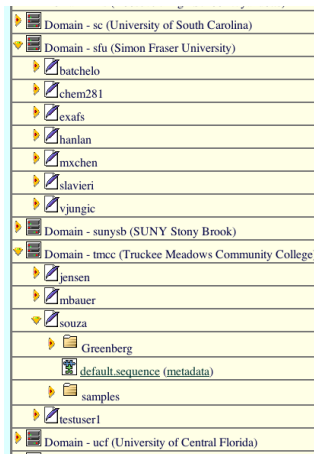 Domain - sc (University of South Carolina)
Domain - sfu (Simon Fraser University)
batchelo
chem281
exafs
hanlan
mxchen
slavieri
vjungic
Domain - sunysb (SUNY Stony Brook)
Domain - tmcc (Truckee Meadows Community College
jensen
mbauer
souza
Greenberg
default.sequence (metadata)
samples
testuser1
Domain - ucf (University of Central Florida)